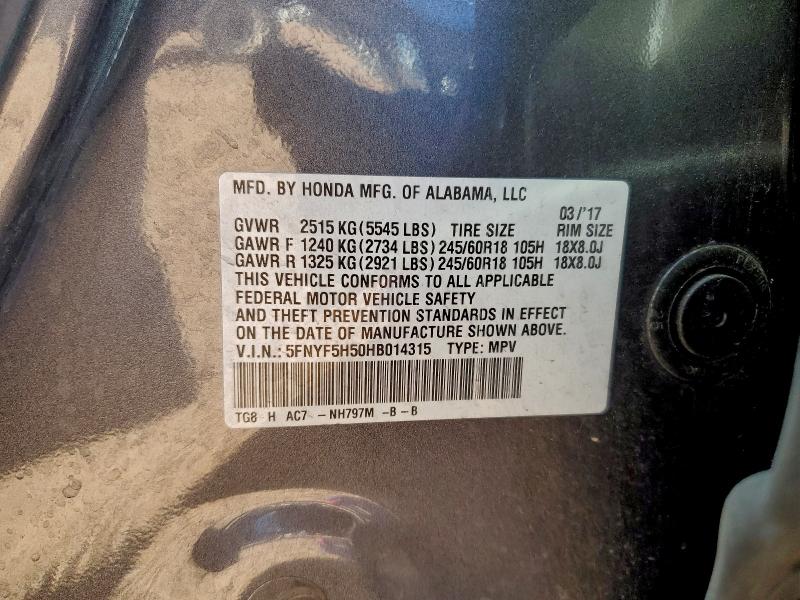 MFD. BY HONDA MFG. OF ALABAMA, LLC
03/'17
GVWR 2515 KG(5545 LBS) TIRE SIZE RIM SIZE
GAWR F 1240 KG(2734 LBS) 245/60R18 105H 18X8.0J
GAWR R 1325 KG(2921 LBS) 245/60R18 105H 18X8.0J
THIS VEHICLE CONFORMS TO ALL APPLICABLE
FEDERAL MOTOR VEHICLE SAFETY
AND THEFT PREVENTION STANDARDS IN EFFECT
ON THE DATE OF MANUFACTURE SHOWN ABOVE.
V.I.N.: 5FNYF5H50HB014315 TYPE: MPV
TG8 H AC7 -NH797M -B-B